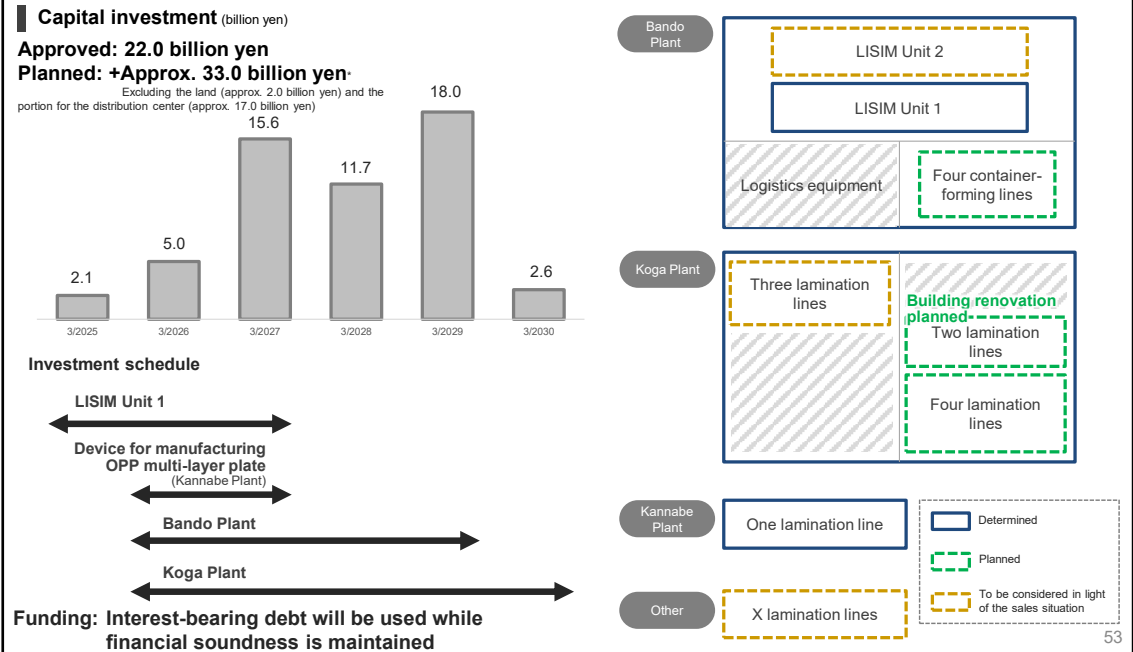 Capital investment (billion yen)
Approved: 22.0 billion yen
Planned: +Approx. 33.0 billion yen*
Excluding the land (approx. 2.0 billion yen) and the
portion for the distribution center (approx. 17.0 billion yen)
2.1
5.0
15.6
11.7
18.0
2.6
3/2025
3/2026
3/2027
3/2028
3/2029
3/2030
Investment schedule
LISIM Unit 1
Device for manufacturing
OPP multi-layer plate
(Kannabe Plant)
Bando Plant
Koga Plant
Funding: Interest-bearing debt will be used while
financial soundness is maintained
Bando
Plant
LISIM Unit 2
LISIM Unit 1
Logistics equipment
Four container-
forming lines
Koga Plant
Three lamination
lines
Building renovation
planned
Two lamination
lines
Four lamination
lines
Kannabe
Plant
One lamination line
Other
X lamination lines
Determined
Planned
To be considered in light
of the sales situation
53